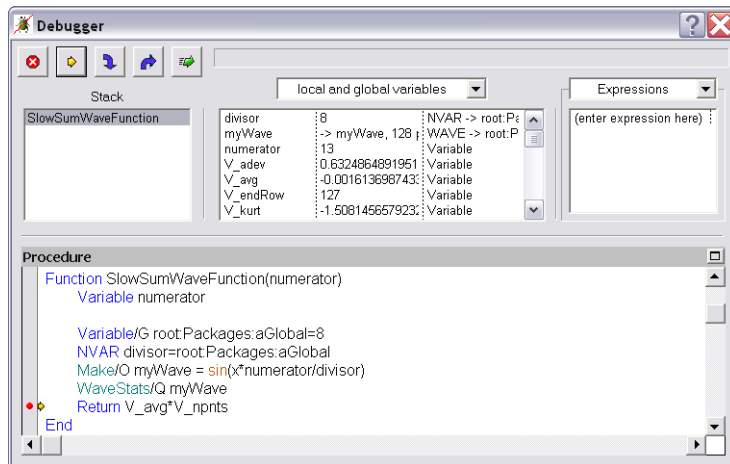 Debugger
local and global variables
Expressions
Stack
SlowSumWaveFunction
divisor 8 NVAR -> root:Pa
myWave -> myWave, 128 p WAVE -> root:P
numerator 13 Variable
V_adev 0.6324864891951 Variable
V_avg -0.00161369874 Variable
V_endRow 127 Variable
V_kurt -1.5081456579232 Variable
(enter expression here)
Procedure
Function SlowSumWaveFunction(numerator)
Variable numerator
Variable/G root:Packages:aGlobal=8
NVAR divisor=root:Packages:aGlobal
Make/O myWave = sin(x*numerator/divisor)
WaveStats/Q myWave
Return V_avg*V_npnts
End